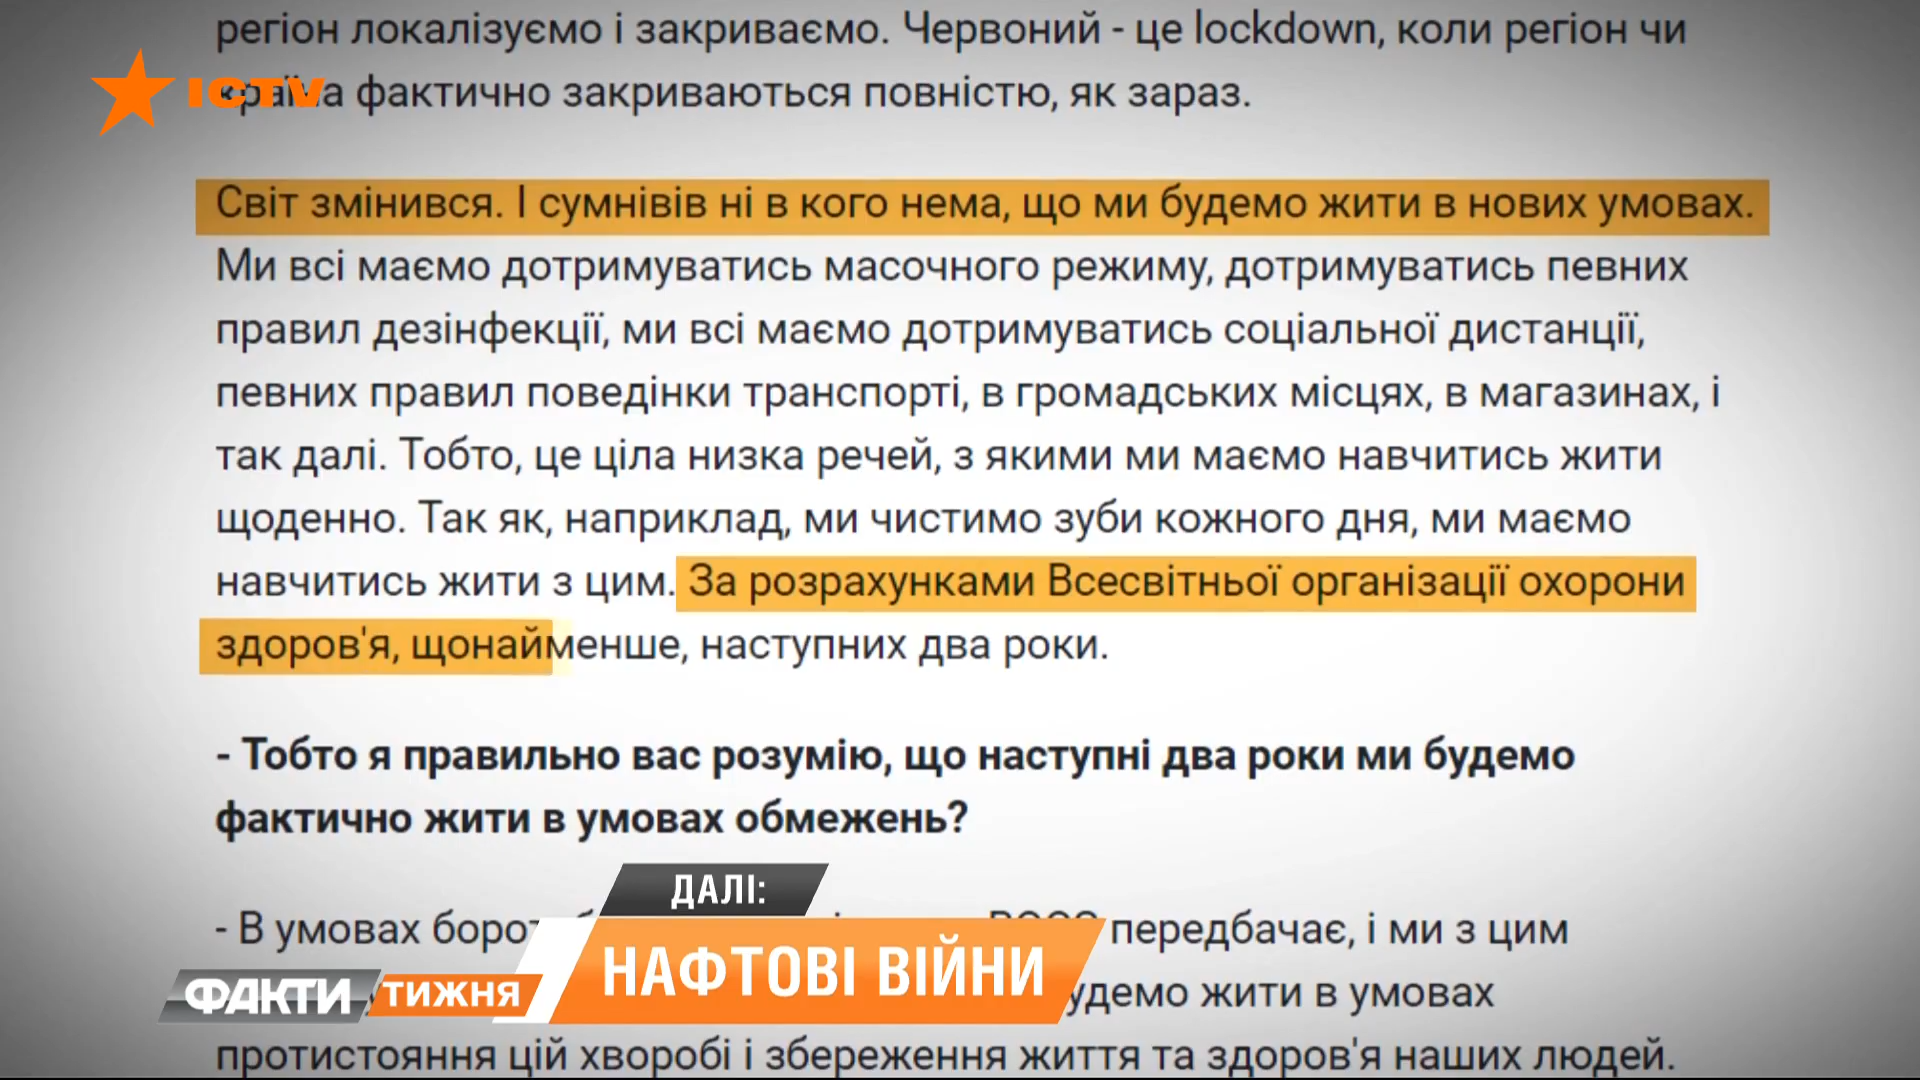 регіон локалізуємо і закриваємо. Червоний - це lockdown, коли регіон чи
ICTV
країна фактично закриваються повністю, як зараз.
Світ змінився. І сумнівів ні в кого нема, що ми будемо жити в нових умовах.
Ми всі маємо дотримуватись масочного режиму, дотримуватись певних
правил дезінфекції, ми всі маємо дотримуватись соціальної дистанції,
певних правил поведінки транспорті, в громадських місцях, в магазинах, і
так далі. Тобто, це ціла низка речей, з якими ми маємо навчитись жити
щоденно. Так як, наприклад, ми чистимо зуби кожного дня, ми маємо
навчитись жити з цим. За розрахунками Всесвітньої організації охорони
здоров'я, щонайменше, наступних два роки.
- Тобто я правильно вас розумію, що наступні два роки ми будемо
фактично жити в умовах обмежень?
ДАЛІ:
- В умовах передбачає, і ми з цим
НАФТОВІ ВІЙНИ
ФАКТИ ТИЖНЯ
жити в умовах
протистояння цій хворобі і збереження життя та здоров'я наших людей.